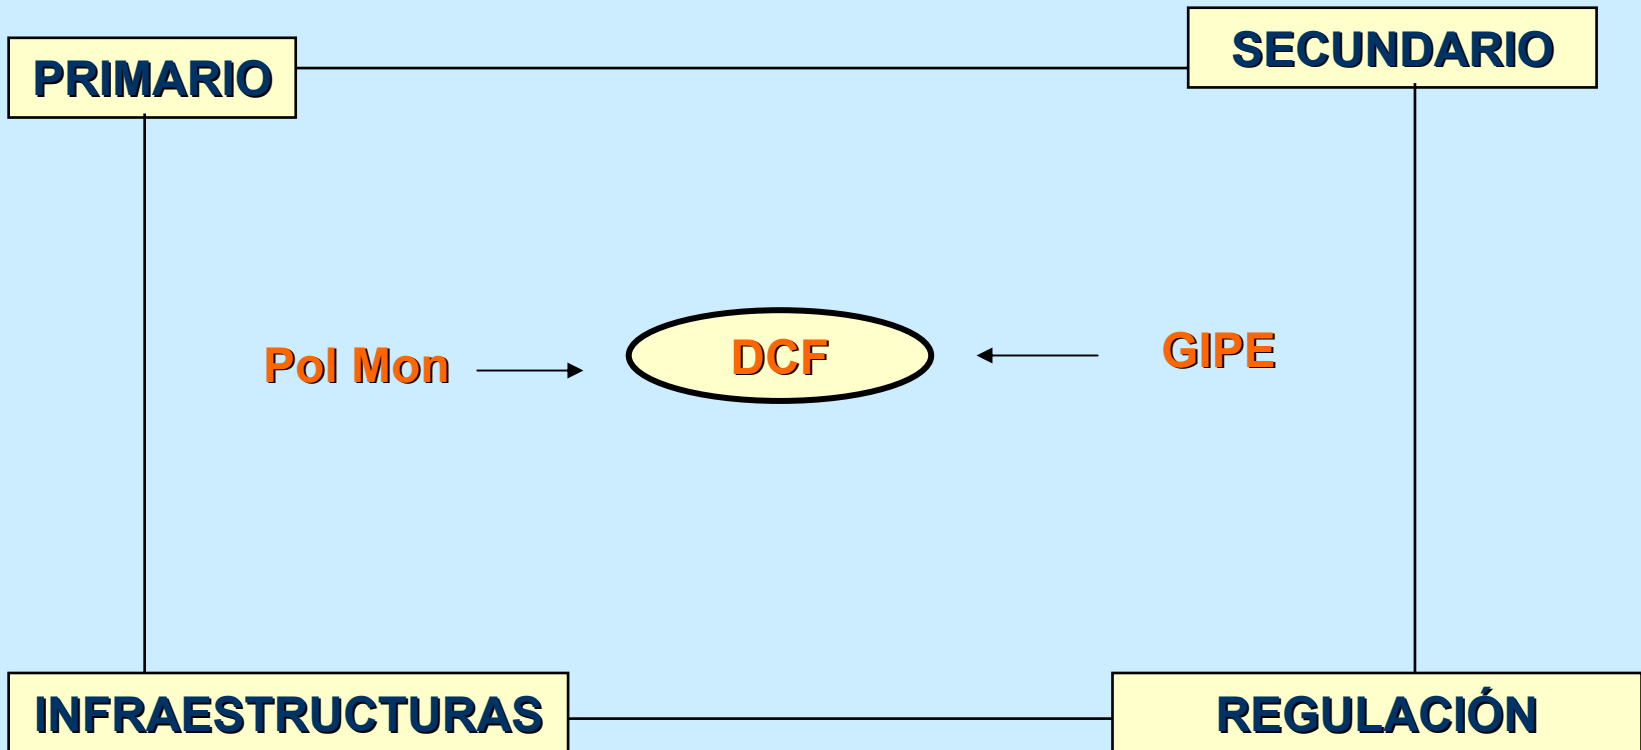 PRIMARIO
SECUNDARIO
Pol Mon
DCF
GIPE
INFRAESTRUCTURAS
REGULACIÓN